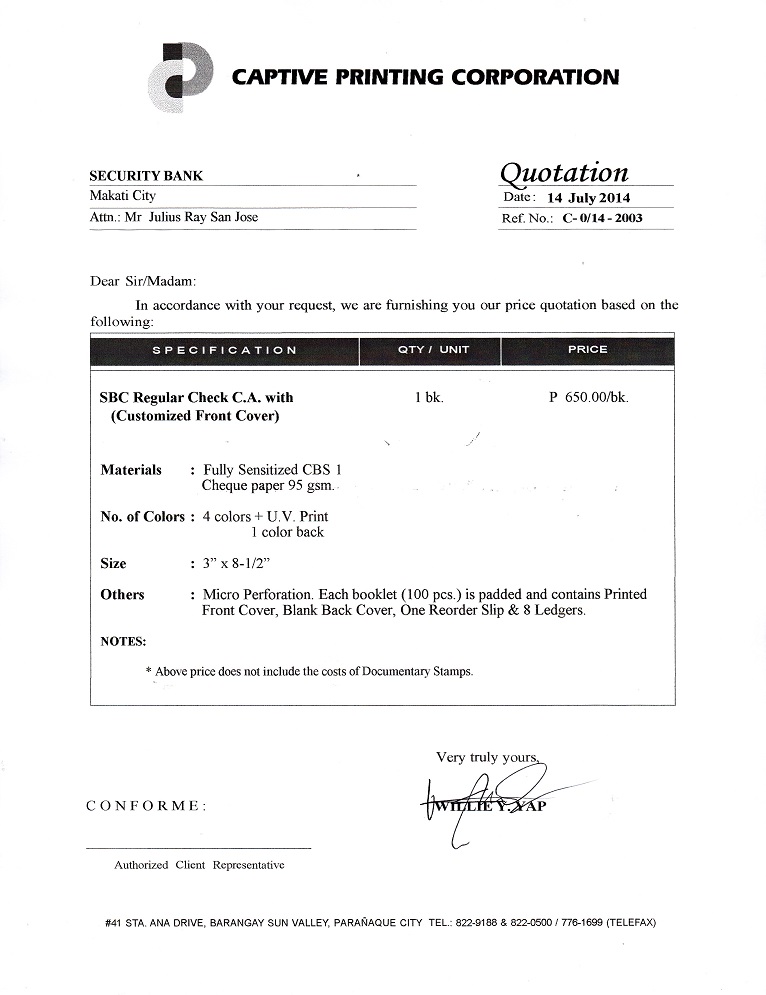 CAPTIVE PRINTING CORPORATION
SECURITY BANK
Makati City
Attn.: Mr Julius Ray San Jose
Quotation
Date: 14 July 2014
Ref. No.: C-0/14-2003
Dear Sir/Madam:
In accordance with your request, we are furnishing you our price quotation based on the
following:
SPECIFICATION QTY / UNIT PRICE
SBC Regular Check C.A. with 1 bk. P 650.00/bk.
(Customized Front Cover)
Materials : Fully Sensitized CBS 1
Cheque paper 95 gsm.
No. of Colors : 4 colors + U.V. Print
1 color back
Size : 3" x 8-1/2"
Others : Micro Perforation. Each booklet (100 pcs.) is padded and contains Printed
Front Cover, Blank Back Cover, One Reorder Slip & 8 Ledgers.
NOTES:
* Above price does not include the costs of Documentary Stamps.
Very truly yours,
WILLIE Y. YAP
CONFORME:
Authorized Client Representative
#41 STA. ANA DRIVE, BARANGAY SUN VALLEY, PARAÑAQUE CITY TEL.: 822-9188 & 822-0500 / 776-1699 (TELEFAX)